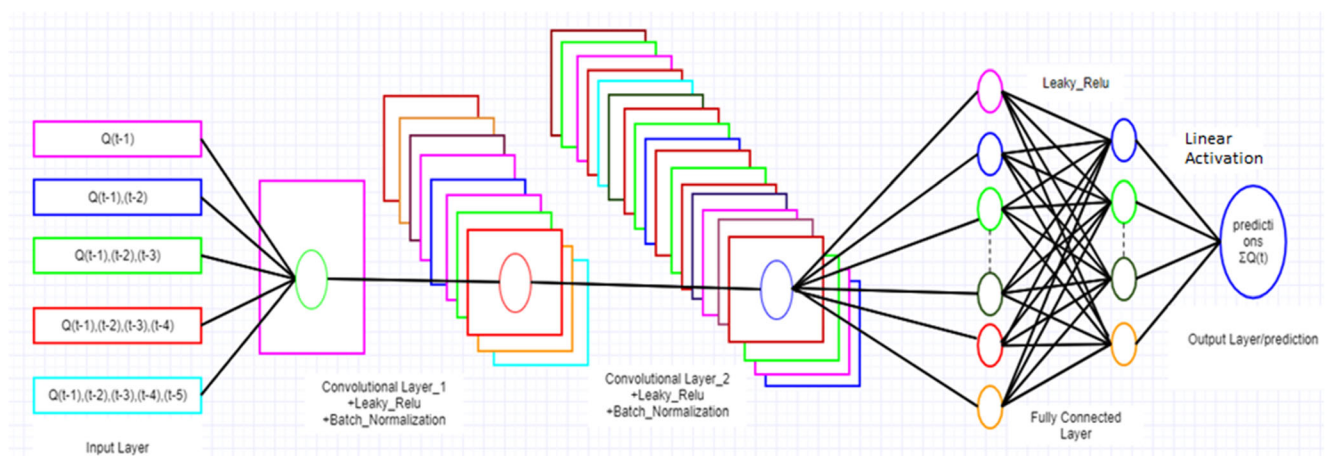 Q(t-1)
Q(t-1),(t-2)
Q(t-1),(t-2),(t-3)
Q(t-1),(t-2),(t-3),(t-4)
Q(t-1),(t-2),(t-3),(t-4),(t-5)
Input Layer
Convolutional Layer_1
+Leaky_Relu
+Batch_Normalization
Convolutional Layer_2
+Leaky_Relu
+Batch_Normalization
Leaky_Relu
Fully Connected
Layer
Linear
Activation
predicti
ons
ΣQ(t)
Output Layer/prediction